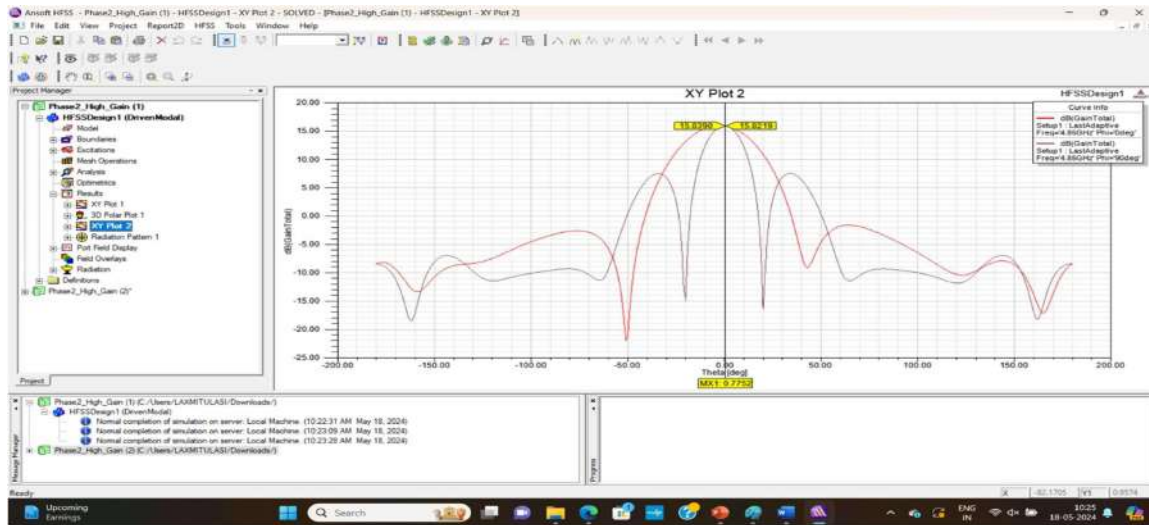 Ansoft HFSS - Phase2_High_Gain (1) - HFSSDesign1 - XY Plot 2 - SOLVED - [Phase2_High_Gain (1) - HFSSDesign1 - XY Plot 2]
File Edit View Project Report2D HFSS Tools Window Help
Project Manager
Phase2_High_Gain (1)
HFSSDesign1 (DrivenModal)
Model
Boundaries
Excitations
Mesh Operations
Analysis
Optimetrics
Results
XY Plot 1
3D Polar Plot 1
XY Plot 2
Radiation Pattern 1
Port Field Display
Field Overlays
Radiation
Definitions
Phase2_High_Gain (2)*
Project
XY Plot 2
HFSSDesign1
Curve Info
dB(GainTotal)
Setup1 : LastAdaptive
Freq='4.86GHz' Phi='0deg'
dB(GainTotal)
Setup1 : LastAdaptive
Freq='4.86GHz' Phi='90deg'
20.00
15.00
10.00
5.00
0.00
-5.00
-10.00
-15.00
-20.00
-25.00
dB(GainTotal)
-200.00 -150.00 -100.00 -50.00 0.00 50.00 100.00 150.00 200.00
Theta [deg]
MX1: 0.7752
Message Manager
Phase2_High_Gain (1) (C:/Users/LAXMITULASI/Downloads/)
HFSSDesign1 (DrivenModal)
Normal completion of simulation on server: Local Machine (10:22:31 AM May 18, 2024)
Normal completion of simulation on server: Local Machine (10:23:09 AM May 18, 2024)
Normal completion of simulation on server: Local Machine (10:23:28 AM May 18, 2024)
Phase2_High_Gain (2) (C:/Users/LAXMITULASI/Downloads/)
Progress
Ready
X -82.1705 Y1 0.9574
Upcoming
Earnings
Search
ENG
IN
10:25
18-05-2024